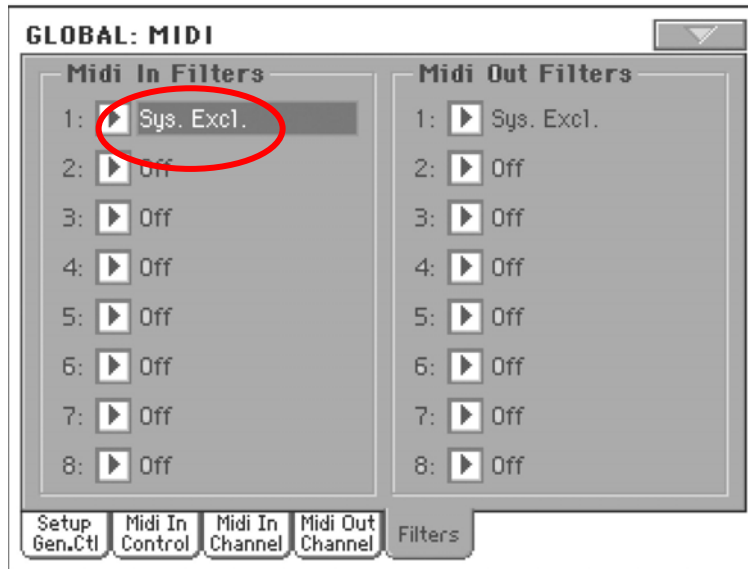 GLOBAL: MIDI
Midi In Filters
1: Sys. Excl.
2: Off
3: Off
4: Off
5: Off
6: Off
7: Off
8: Off
Midi Out Filters
1: Sys. Excl.
2: Off
3: Off
4: Off
5: Off
6: Off
7: Off
8: Off
Setup
Gen.Ctl
Midi In
Control
Midi In
Channel
Midi Out
Channel
Filters